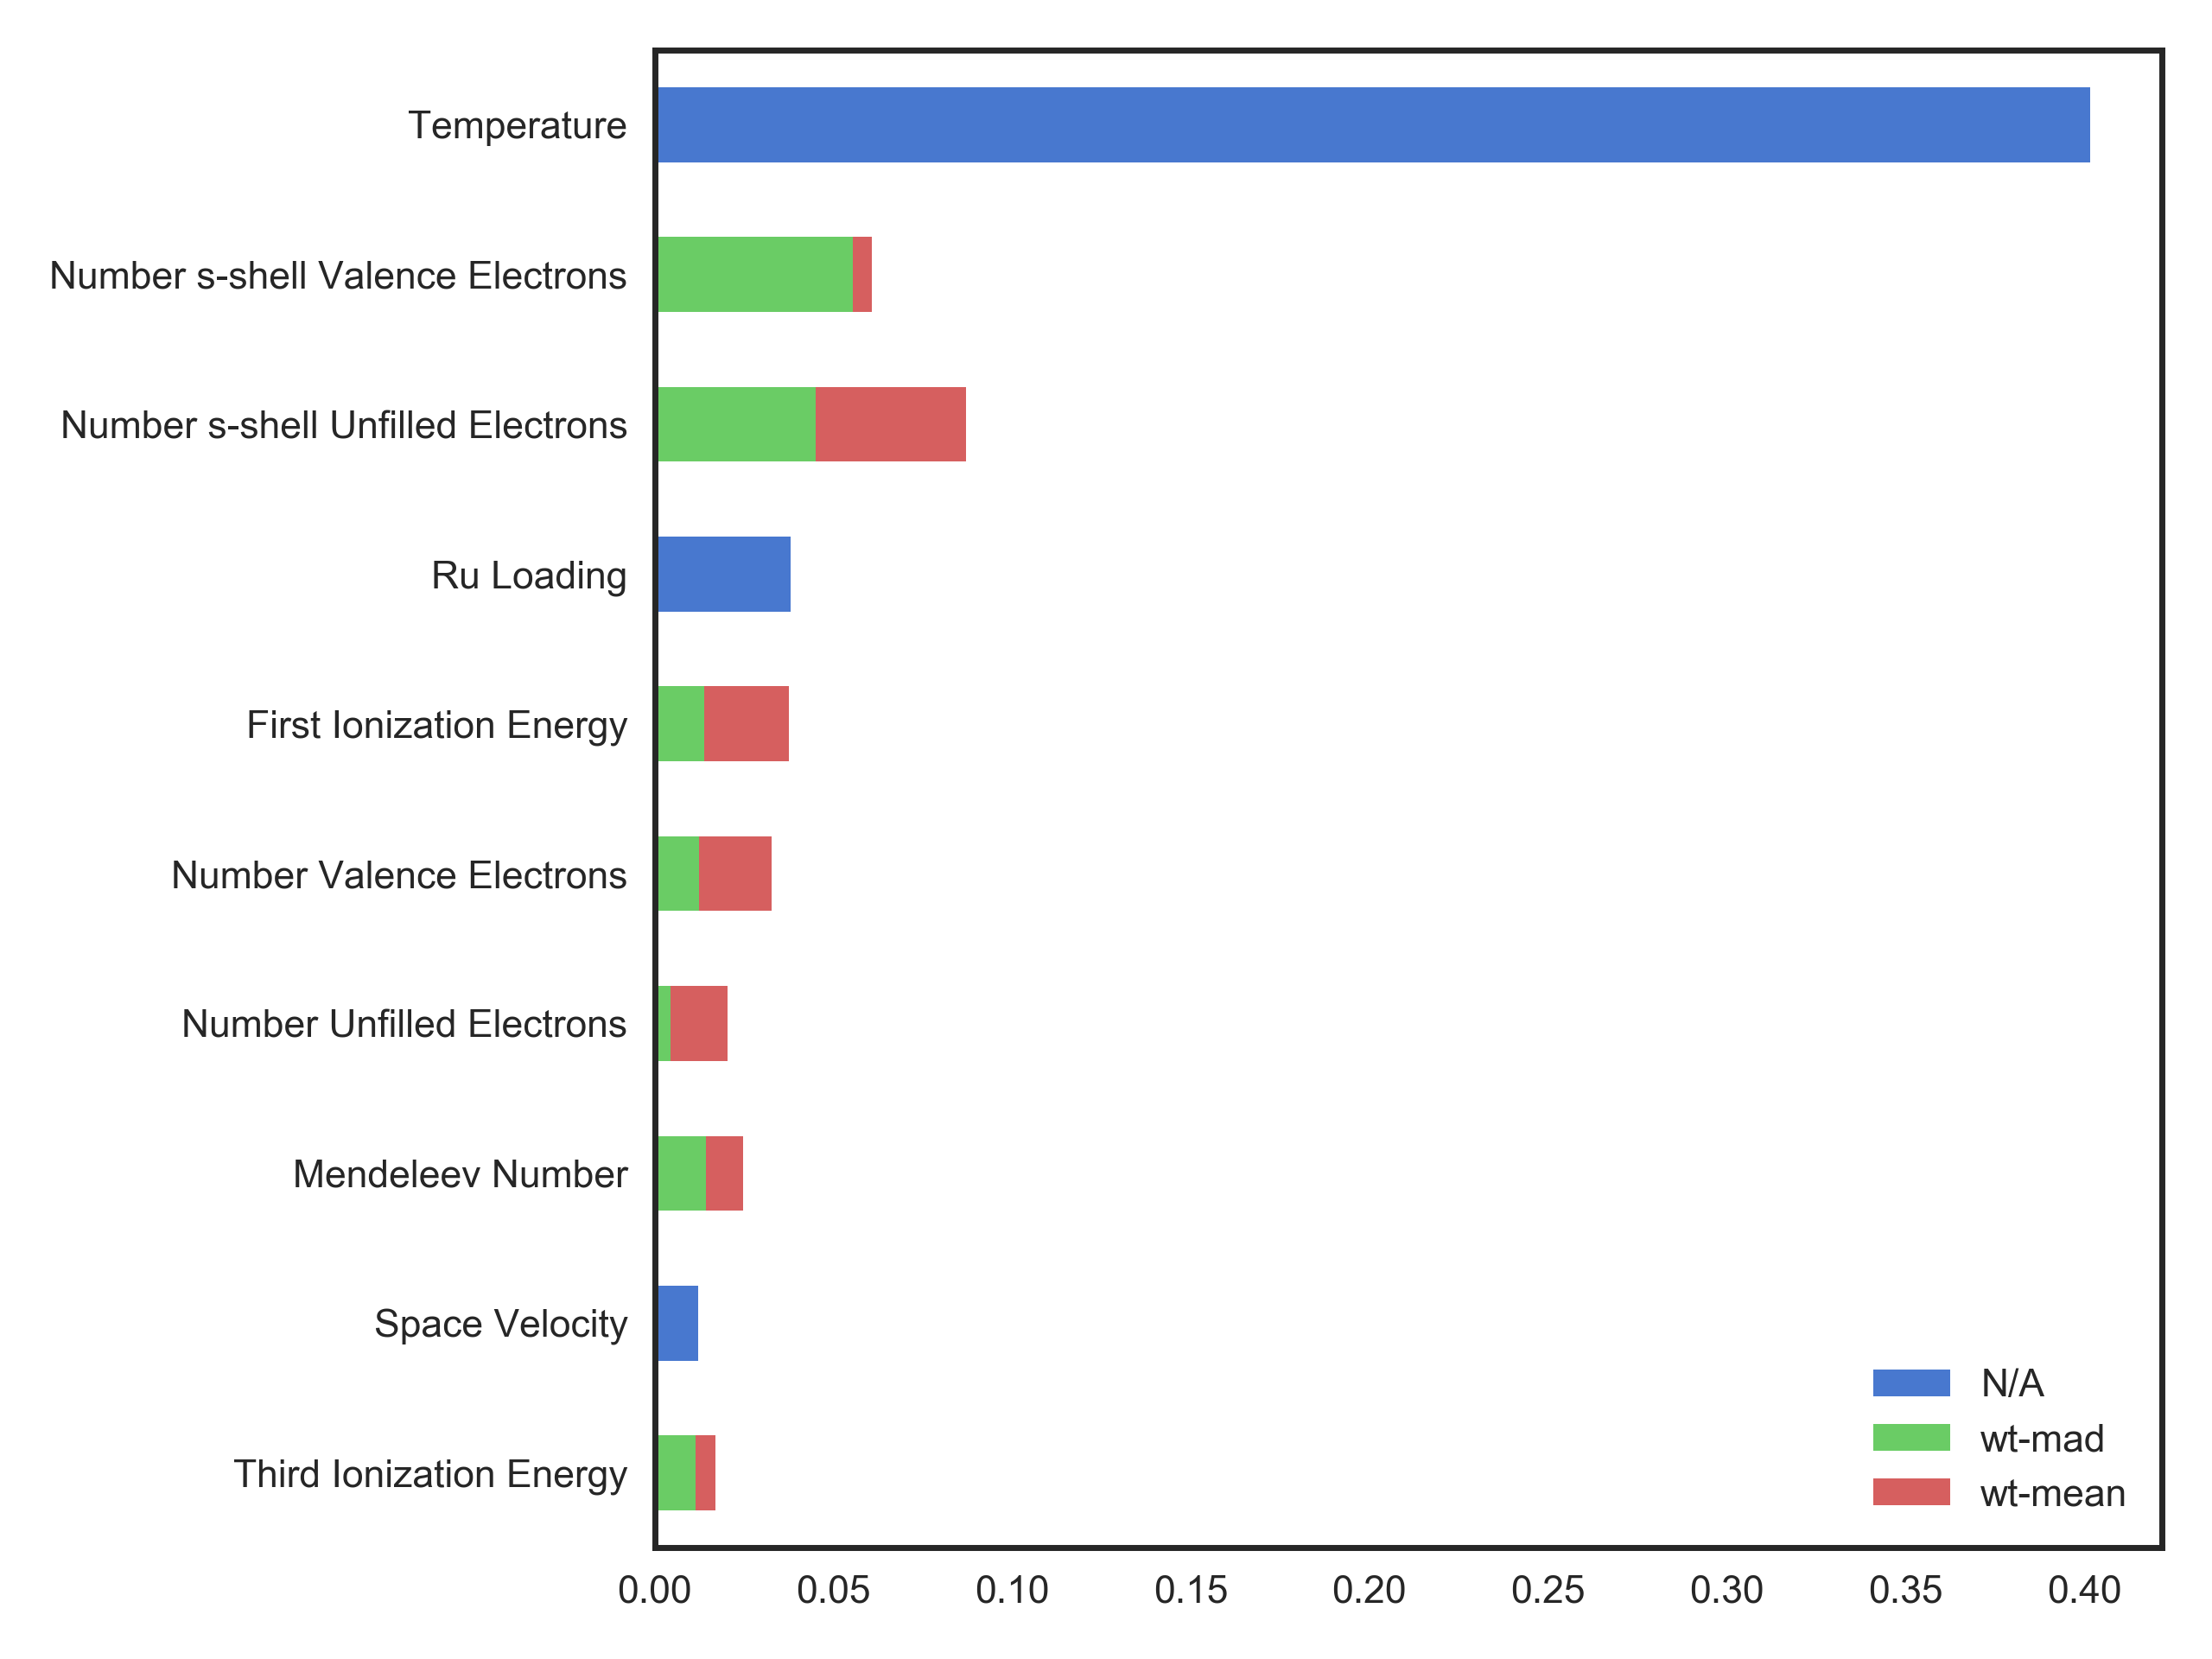 Temperature
Number s-shell Valence Electrons
Number s-shell Unfilled Electrons
Ru Loading
First Ionization Energy
Number Valence Electrons
Number Unfilled Electrons
Mendeleev Number
Space Velocity
Third Ionization Energy
N/A
wt-mad
wt-mean
0.00 0.05 0.10 0.15 0.20 0.25 0.30 0.35 0.40